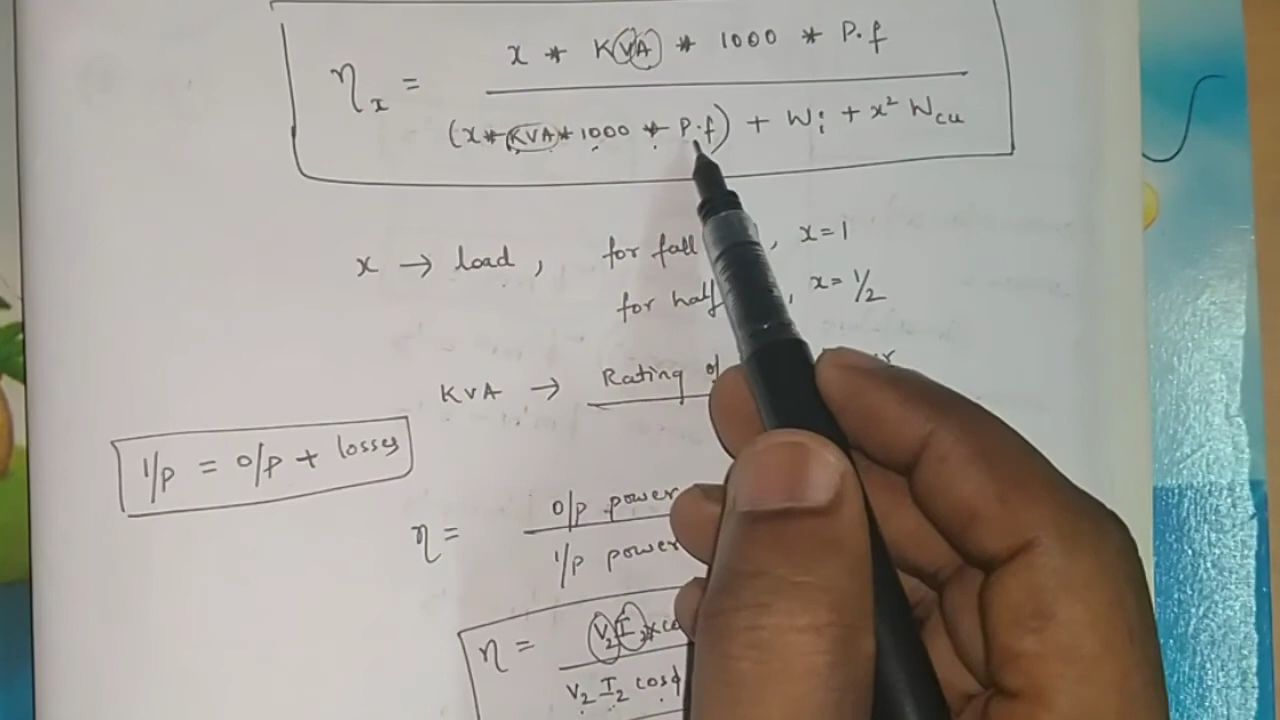 x * KVA * 1000 * P.f
ηx =
(x * KVA * 1000 * P.f) + Wi + x² Wcu
x → load , for fall , x=1
for half , x= 1/2
KVA → Rating of
I/p = o/p + losses
η = o/p power
I/p power
η = V2 I2 x
V2 I2 cosϕ